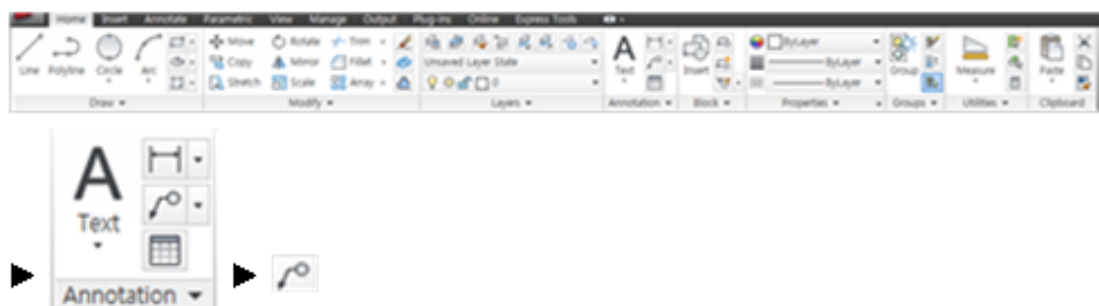 Home Insert Annotate Parametric View Manage Output Plug-ins Online Express Tools
Line Polyline Circle Arc
Move Rotate Trim
Copy Mirror Fillet
Stretch Scale Array
Unsaved Layer State
0
Text Insert
ByLayer
ByLayer
ByLayer
Group Measure Paste
Draw Modify Layers Annotation Block Properties Groups Utilities Clipboard
A
Text
Annotation